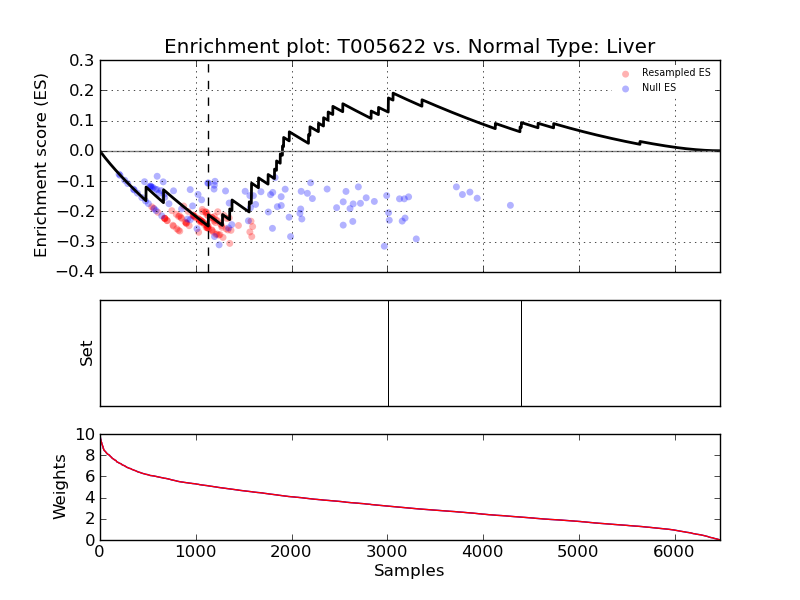 Enrichment plot: T005622 vs. Normal Type: Liver
Enrichment score (ES)
0.3
0.2
0.1
0.0
−0.1
−0.2
−0.3
−0.4
Resampled ES
Null ES
Set
Weights
10
8
6
4
2
0
0 1000 2000 3000 4000 5000 6000
Samples